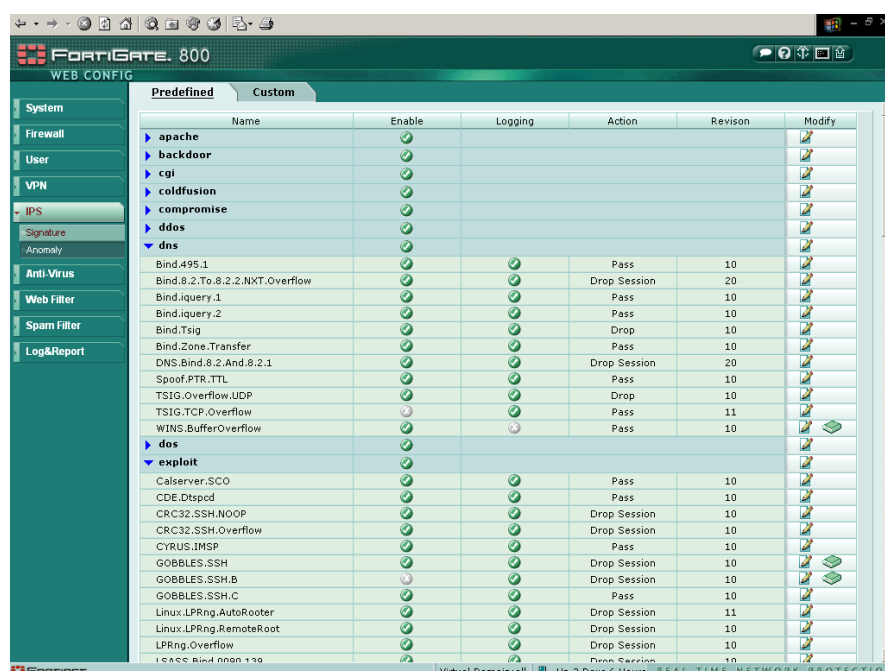 FORTIGATE. 800
WEB CONFIG
Predefined Custom
System
Firewall
User
VPN
IPS
Signature
Anomaly
Anti-Virus
Web Filter
Spam Filter
Log&Report
Name Enable Logging Action Revison Modify
apache
backdoor
cgi
coldfusion
compromise
ddos
dns
Bind.495.1 Pass 10
Bind.8.2.To.8.2.2.NXT.Overflow Drop Session 20
Bind.iquery.1 Pass 10
Bind.iquery.2 Pass 10
Bind.Tsig Drop 10
Bind.Zone.Transfer Pass 10
DNS.Bind.8.2.And.8.2.1 Drop Session 20
Spoof.PTR.TTL Pass 10
TSIG.Overflow.UDP Drop 10
TSIG.TCP.Overflow Pass 11
WINS.BufferOverflow Pass 10
dos
exploit
Calserver.SCO Pass 10
CDE.Dtspcd Pass 10
CRC32.SSH.NOOP Drop Session 10
CRC32.SSH.Overflow Drop Session 10
CYRUS.IMSP Pass 10
GOBBLES.SSH Drop Session 10
GOBBLES.SSH.B Drop Session 10
GOBBLES.SSH.C Pass 10
Linux.LPRng.AutoRooter Drop Session 11
Linux.LPRng.RemoteRoot Drop Session 10
LPRng.Overflow Drop Session 10
LSASS.Bind.0090.139 Drop Session 10